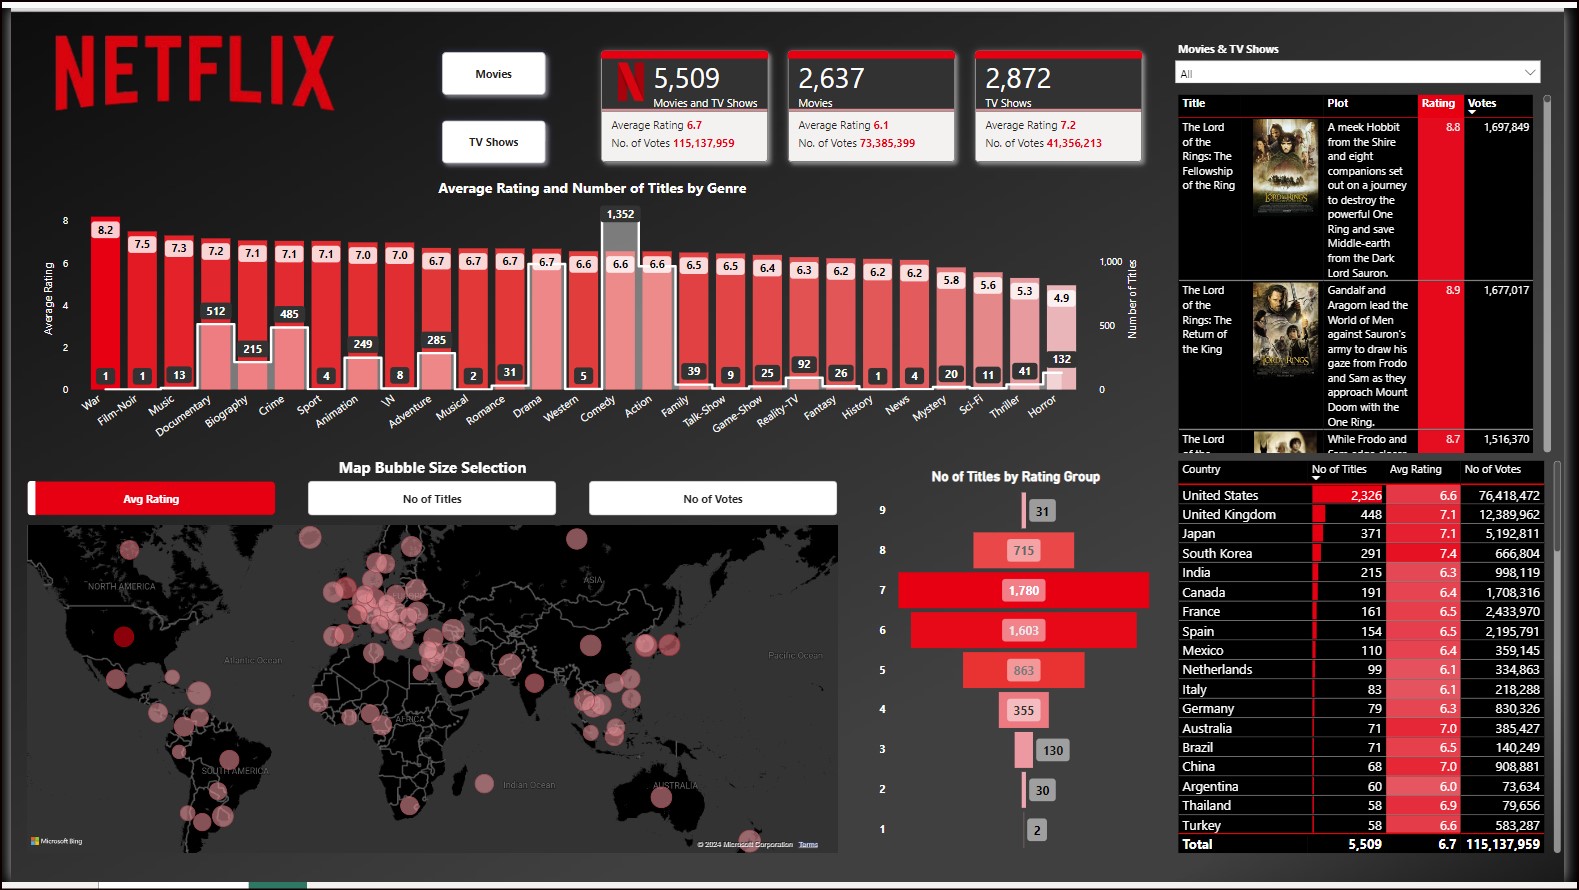 NETFLIX
Movies
TV Shows
5,509
Movies and TV Shows
Average Rating 6.7
No. of Votes 115,137,959
2,637
Movies
Average Rating 6.1
No. of Votes 73,385,399
2,872
TV Shows
Average Rating 7.2
No. of Votes 41,356,213
Movies & TV Shows
All
Title Plot Rating Votes
The Lord
of the
Rings: The
Fellowship
of the Ring
A meek Hobbit
from the Shire
and eight
companions set
out on a journey
to destroy the
powerful One
Ring and save
Middle-earth
from the Dark
Lord Sauron.
8.8 1,697,849
The Lord
of the
Rings: The
Return of
the King
Gandalf and
Aragorn lead the
World of Men
against Sauron's
army to draw his
gaze from Frodo
and Sam as they
approach Mount
Doom with the
One Ring.
8.9 1,677,017
The Lord
While Frodo and
8.7 1,516,370
Average Rating and Number of Titles by Genre
Average Rating
8
6
4
2
0
8.2 7.5 7.3 7.2 7.1 7.1 7.1 7.0 7.0 6.7 6.7 6.7 6.7 6.6 6.6 6.6 6.5 6.5 6.4 6.3 6.2 6.2 6.2 5.8 5.6 5.3 4.9
1 1 13 512 215 485 4 249 8 285 2 31 5 1,352 39 9 25 92 26 1 4 20 11 41 132
War Film-Noir Music Documentary Biography Crime Sport Animation \N Adventure Musical Romance Drama Western Comedy Action Family Talk-Show Game-Show Reality-TV Fantasy History News Mystery Sci-Fi Thriller Horror
1,000
500
0
Number of Titles
Map Bubble Size Selection
Avg Rating
No of Titles
No of Votes
NORTH AMERICA
ASIA
Atlantic Ocean
Pacific Ocean
AFRICA
SOUTH AMERICA
Indian Ocean
AUSTRALIA
Microsoft Bing
© 2024 Microsoft Corporation Terms
No of Titles by Rating Group
9 31
8 715
7 1,780
6 1,603
5 863
4 355
3 130
2 30
1 2
Country No of Titles Avg Rating No of Votes
United States 2,326 6.6 76,418,472
United Kingdom 448 7.1 12,389,962
Japan 371 7.1 5,192,811
South Korea 291 7.4 666,804
India 215 6.3 998,119
Canada 191 6.4 1,708,316
France 161 6.5 2,433,970
Spain 154 6.5 2,195,791
Mexico 110 6.4 359,145
Netherlands 99 6.1 334,863
Italy 83 6.1 218,288
Germany 79 6.3 830,326
Australia 71 7.0 385,427
Brazil 71 6.5 140,249
China 68 7.0 908,881
Argentina 60 6.0 73,634
Thailand 58 6.9 79,656
Turkey 58 6.6 583,287
Total 5,509 6.7 115,137,959